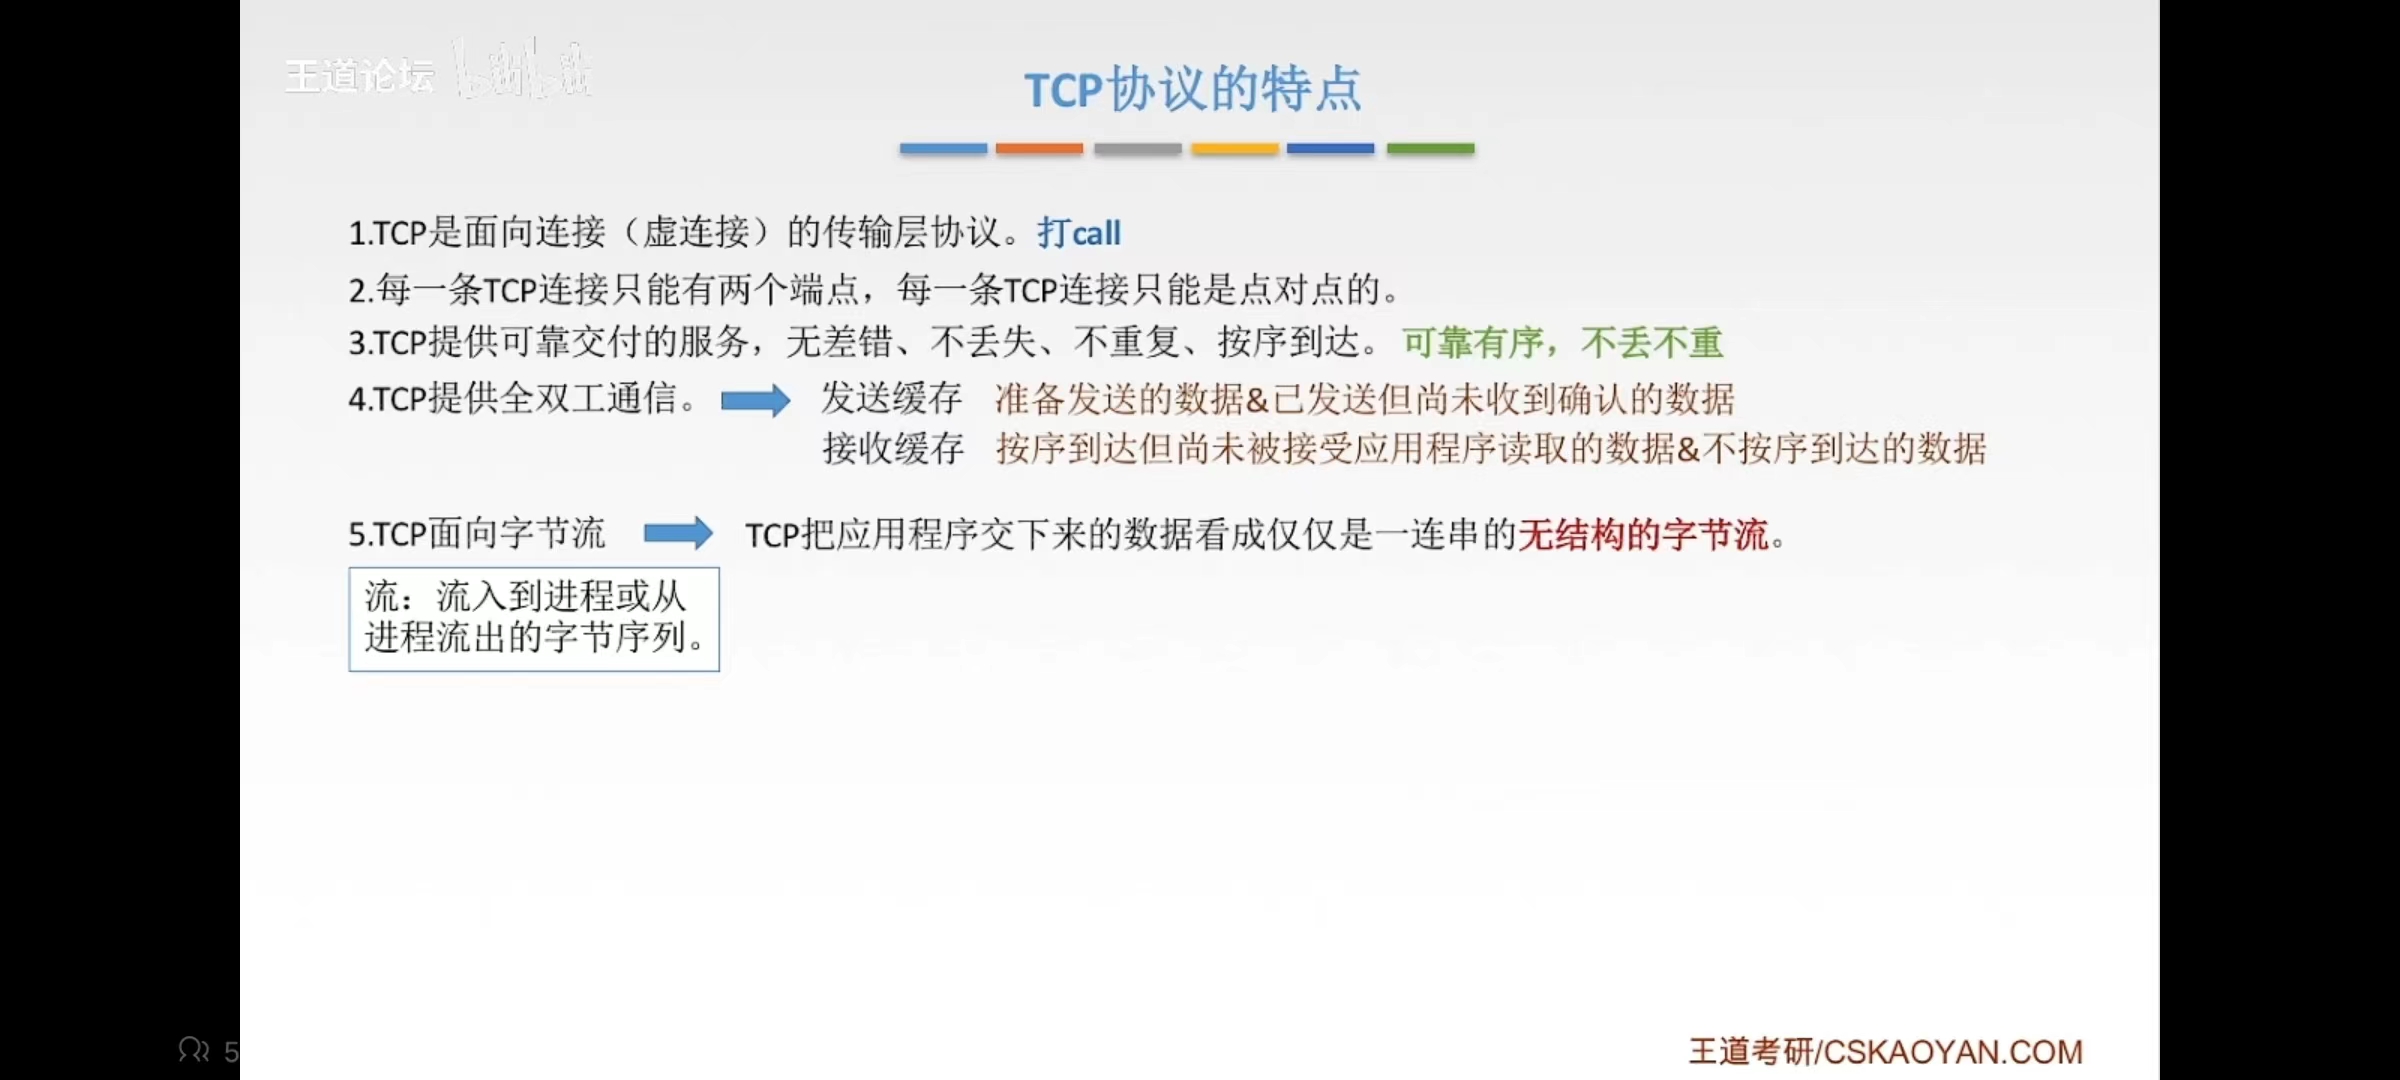 王道论坛 bilibili
TCP协议的特点
1.TCP是面向连接（虚连接）的传输层协议。打call
2.每一条TCP连接只能有两个端点，每一条TCP连接只能是点对点的。
3.TCP提供可靠交付的服务，无差错、不丢失、不重复、按序到达。 可靠有序，不丢不重
4.TCP提供全双工通信。 发送缓存 准备发送的数据&已发送但尚未收到确认的数据
接收缓存 按序到达但尚未被接受应用程序读取的数据&不按序到达的数据
5.TCP面向字节流 TCP把应用程序交下来的数据看成仅仅是一连串的无结构的字节流。
流：流入到进程或从
进程流出的字节序列。
5
王道考研/CSKAOYAN.COM